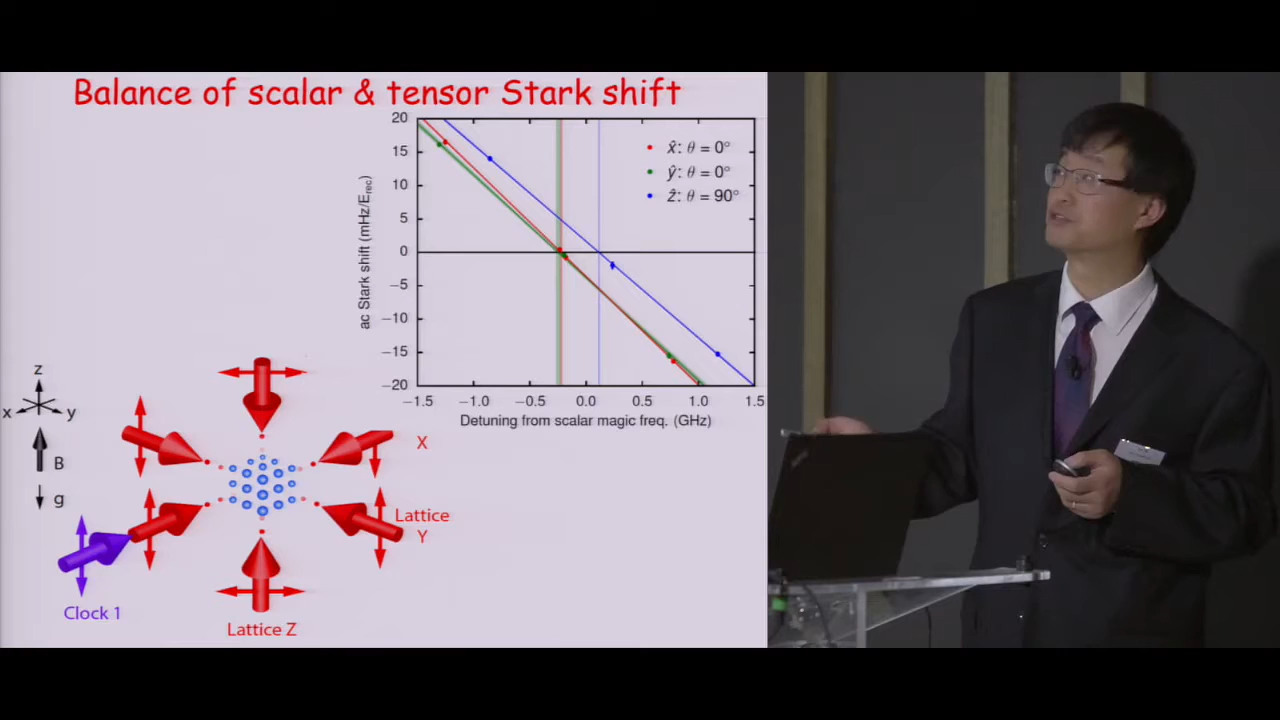 Balance of scalar & tensor Stark shift
20
15
10
5
0
−5
−10
−15
−20
ac Stark shift (mHz/E_rec)
x̂: θ = 0°
ŷ: θ = 0°
ẑ: θ = 90°
−1.5 −1.0 −0.5 0.0 0.5 1.0 1.5
Detuning from scalar magic freq. (GHz)
z
x y
B
g
X
Lattice
Y
Clock 1
Lattice Z